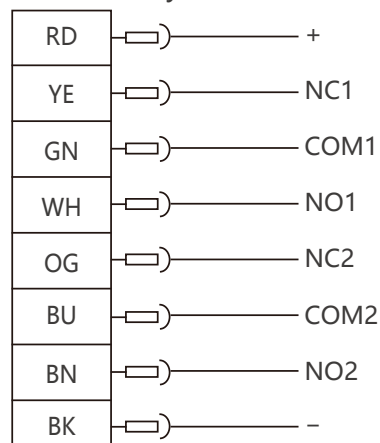 RD +
YE NC1
GN COM1
WH NO1
OG NC2
BU COM2
BN NO2
BK −